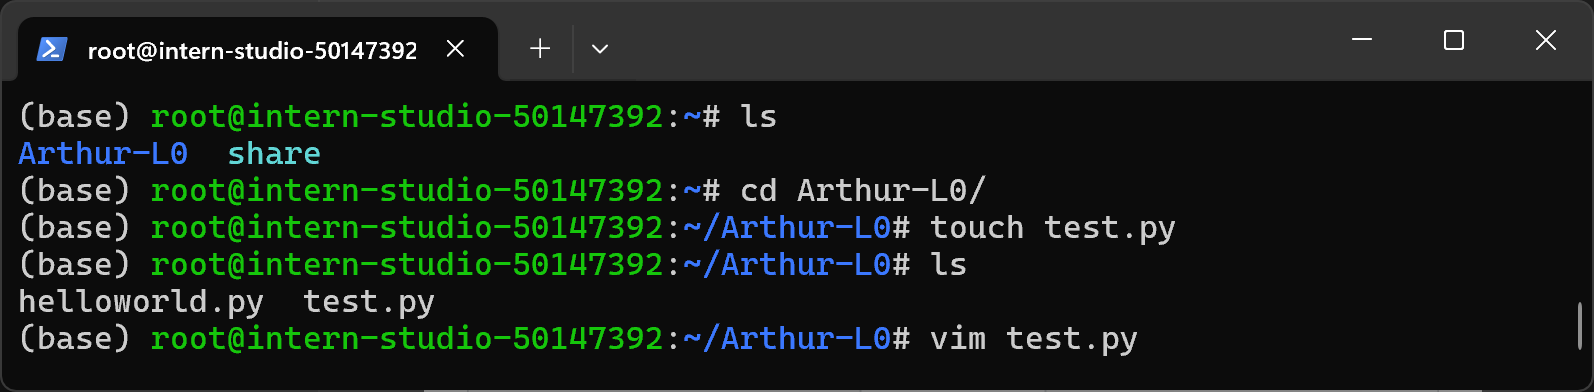 root@intern-studio-50147392
(base) root@intern-studio-50147392:~# ls
Arthur-L0  share
(base) root@intern-studio-50147392:~# cd Arthur-L0/
(base) root@intern-studio-50147392:~/Arthur-L0# touch test.py
(base) root@intern-studio-50147392:~/Arthur-L0# ls
helloworld.py  test.py
(base) root@intern-studio-50147392:~/Arthur-L0# vim test.py